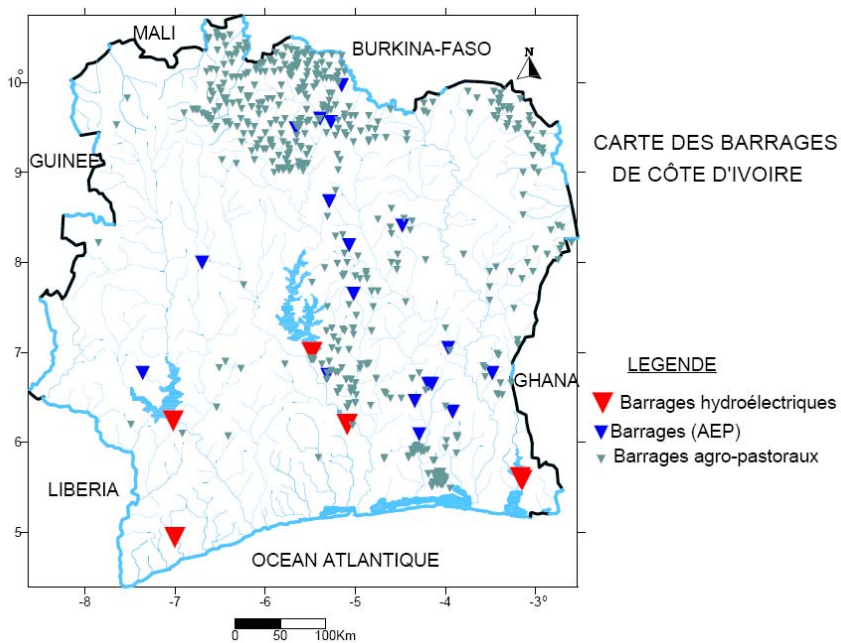 MALI
BURKINA-FASO
N
10°
GUINEE
9
8
7
6
5
GHANA
LIBERIA
OCEAN ATLANTIQUE
-8
-7
-6
-5
-4
-3°
0
50
100Km
CARTE DES BARRAGES
DE CÔTE D'IVOIRE
LEGENDE
Barrages hydroélectriques
Barrages (AEP)
Barrages agro-pastoraux